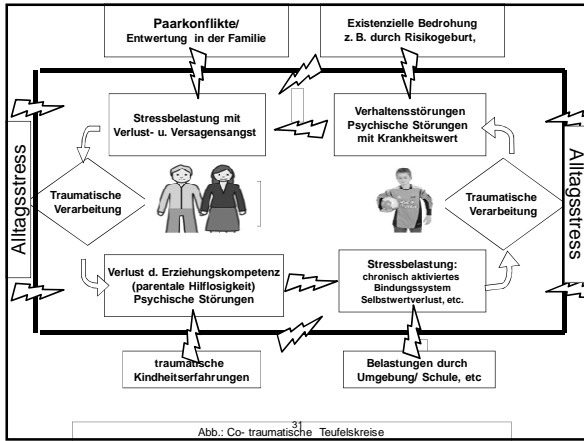 Paarkonflikte/
Entwertung in der Familie
Existenzielle Bedrohung
z. B. durch Risikogeburt,
Stressbelastung mit
Verlust- u. Versagensangst
Verhaltensstörungen
Psychische Störungen
mit Krankheitswert
Alltagsstress
Traumatische
Verarbeitung
Traumatische
Verarbeitung
Alltagsstress
Verlust d. Erziehungskompetenz
(parentale Hilflosigkeit)
Psychische Störungen
Stressbelastung:
chronisch aktiviertes
Bindungssystem
Selbstwertverlust, etc.
traumatische
Kindheitserfahrungen
Belastungen durch
Umgebung/ Schule, etc
31
Abb.: Co- traumatische Teufelskreise